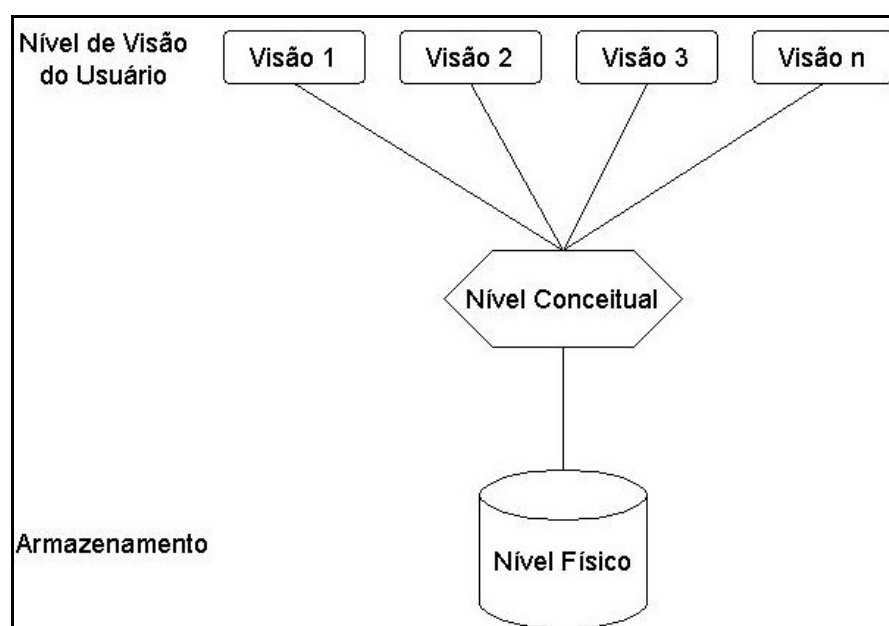 Nível de Visão
do Usuário
Visão 1
Visão 2
Visão 3
Visão n
Nível Conceitual
Armazenamento
Nível Físico